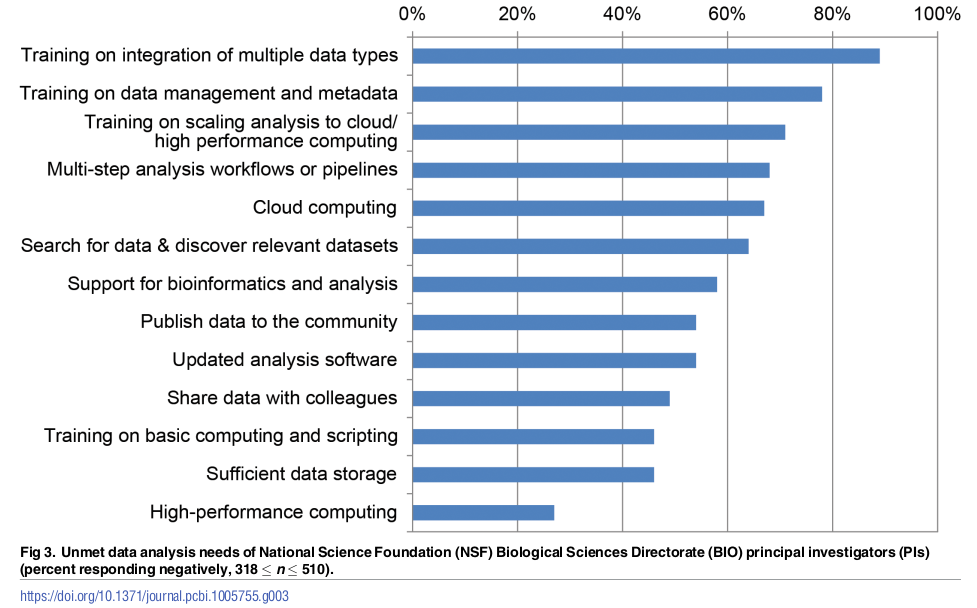 0% 20% 40% 60% 80% 100%
Training on integration of multiple data types
Training on data management and metadata
Training on scaling analysis to cloud/
high performance computing
Multi-step analysis workflows or pipelines
Cloud computing
Search for data & discover relevant datasets
Support for bioinformatics and analysis
Publish data to the community
Updated analysis software
Share data with colleagues
Training on basic computing and scripting
Sufficient data storage
High-performance computing
Fig 3. Unmet data analysis needs of National Science Foundation (NSF) Biological Sciences Directorate (BIO) principal investigators (PIs)
(percent responding negatively, 318 ≤ n ≤ 510).
https://doi.org/10.1371/journal.pcbi.1005755.g003